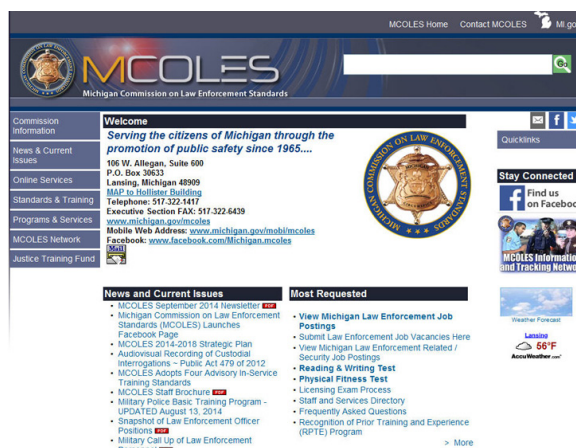 MCOLES Home Contact MCOLES MI.go
MCOLES
Michigan Commission on Law Enforcement Standards
Go
Commission
Information
News & Current
Issues
Online Services
Standards & Training
Programs & Services
MCOLES Network
Justice Training Fund
Welcome
Serving the citizens of Michigan through the
promotion of public safety since 1965....
106 W. Allegan, Suite 600
P.O. Box 30633
Lansing, Michigan 48909
MAP to Hollister Building
Telephone: 517-322-1417
Executive Section FAX: 517-322-6439
www.michigan.gov/mcoles
Mobile Web Address: www.michigan.gov/mobi/mcoles
Facebook: www.facebook.com/Michigan.mcoles
Mail
MICHIGAN COMMISSION ON LAW ENFORCEMENT STANDARDS
News and Current Issues
MCOLES September 2014 Newsletter PDF
Michigan Commission on Law Enforcement
Standards (MCOLES) Launches
Facebook Page
MCOLES 2014-2018 Strategic Plan
Audiovisual Recording of Custodial
Interrogations ~ Public Act 479 of 2012
MCOLES Adopts Four Advisory In-Service
Training Standards
MCOLES Staff Brochure PDF
Military Police Basic Training Program -
UPDATED August 13, 2014
Snapshot of Law Enforcement Officer
Positions PDF
Military Call Up of Law Enforcement
Most Requested
View Michigan Law Enforcement Job
Postings
Submit Law Enforcement Job Vacancies Here
View Michigan Law Enforcement Related /
Security Job Postings
Reading & Writing Test
Physical Fitness Test
Licensing Exam Process
Staff and Services Directory
Frequently Asked Questions
Recognition of Prior Training and Experience
(RPTE) Program
> More
Quicklinks
Stay Connected
Find us
on Faceboo
MCOLES Information
and Tracking Networ
Weather Forecast
Lansing
56°F
AccuWeather.com